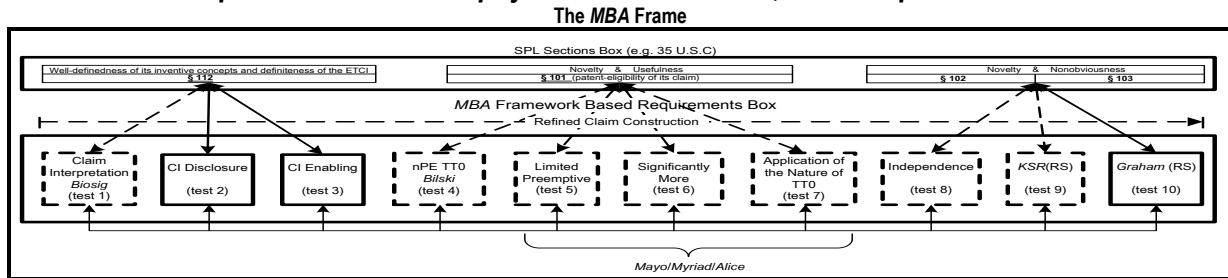 The MBA Frame
SPL Sections Box (e.g. 35 U.S.C)
Well-definedness of its inventive concepts and definiteness of the ETCI
§ 112
Novelty & Usefulness
§ 101 (patent-eligibility of its claim)
Novelty & Nonobviousness
§ 102 § 103
MBA Framework Based Requirements Box
Refined Claim Construction
Claim
Interpretation
Biosig
(test 1)
CI Disclosure
(test 2)
CI Enabling
(test 3)
nPE TT0
Bilski
(test 4)
Limited
Preemptive
(test 5)
Significantly
More
(test 6)
Application of
the Nature of
TT0
(test 7)
Independence
(test 8)
KSR(RS)
(test 9)
Graham (RS)
(test 10)
Mayo/Myriad/Alice